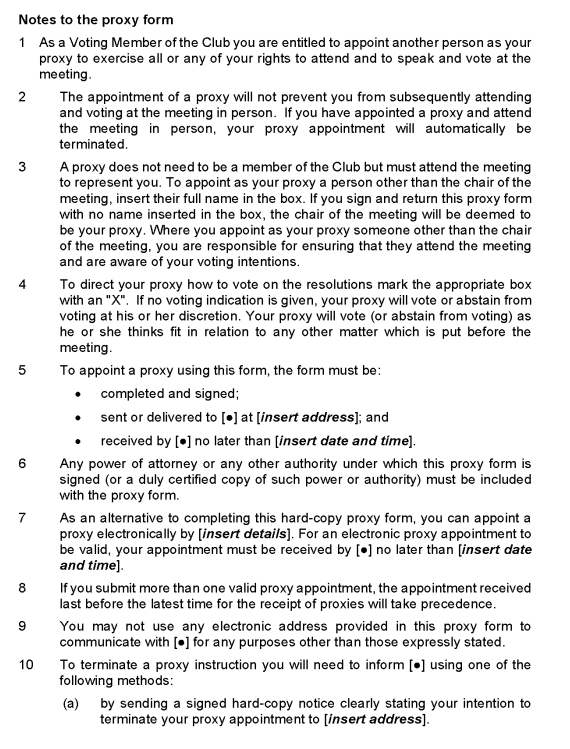 Notes to the proxy form
1 As a Voting Member of the Club you are entitled to appoint another person as your
proxy to exercise all or any of your rights to attend and to speak and vote at the
meeting.
2 The appointment of a proxy will not prevent you from subsequently attending
and voting at the meeting in person. If you have appointed a proxy and attend
the meeting in person, your proxy appointment will automatically be
terminated.
3 A proxy does not need to be a member of the Club but must attend the meeting
to represent you. To appoint as your proxy a person other than the chair of the
meeting, insert their full name in the box. If you sign and return this proxy form
with no name inserted in the box, the chair of the meeting will be deemed to
be your proxy. Where you appoint as your proxy someone other than the chair
of the meeting, you are responsible for ensuring that they attend the meeting
and are aware of your voting intentions.
4 To direct your proxy how to vote on the resolutions mark the appropriate box
with an "X". If no voting indication is given, your proxy will vote or abstain from
voting at his or her discretion. Your proxy will vote (or abstain from voting) as
he or she thinks fit in relation to any other matter which is put before the
meeting.
5 To appoint a proxy using this form, the form must be:
• completed and signed;
• sent or delivered to [●] at [insert address]; and
• received by [●] no later than [insert date and time].
6 Any power of attorney or any other authority under which this proxy form is
signed (or a duly certified copy of such power or authority) must be included
with the proxy form.
7 As an alternative to completing this hard-copy proxy form, you can appoint a
proxy electronically by [insert details]. For an electronic proxy appointment to
be valid, your appointment must be received by [●] no later than [insert date
and time].
8 If you submit more than one valid proxy appointment, the appointment received
last before the latest time for the receipt of proxies will take precedence.
9 You may not use any electronic address provided in this proxy form to
communicate with [●] for any purposes other than those expressly stated.
10 To terminate a proxy instruction you will need to inform [●] using one of the
following methods:
(a) by sending a signed hard-copy notice clearly stating your intention to
terminate your proxy appointment to [insert address].